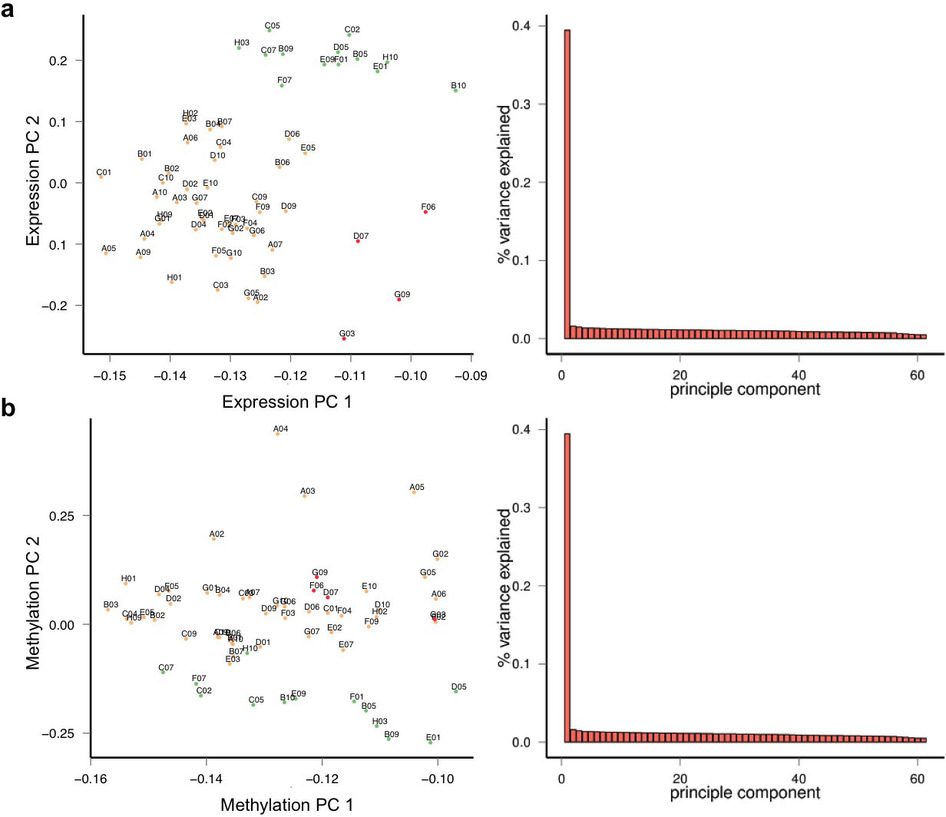 a
C05
C02
H03
D05
C07 B09
B05
H10
E09 F01
E01
F07
B10
0.2
0.1
0.0
0.1
−0.2
Expression PC 2
H02
E03
B04 B07
A06
C04
D06
E05
B01
D10
B06
C01
B02
C10
D02
E10
A10
A03
G07
C09
F09
D09
F06
H09
G01
D04
F02
F04
G02
G06
D07
A04
A05
A09
F05
G10
A07
B03
H01
C03
G05
A02
G09
G03
−0.15
−0.14
−0.13
−0.12
−0.11
−0.10
−0.09
Expression PC 1
0.4
0.3
0.2
0.1
0.0
% variance explained
0
20
40
60
principle component
b
A04
A03
A05
A02
0.25
0.00
−0.25
Methylation PC 2
G02
G09
G05
H01
F06
D07
E10
A06
D04
F05
G01
B04
A07
D02
B03
D06
C01
D10
H02
C04
H09
E05
B02
D09
F03
F04
F09
G06
C09
G07
E02
D01
B07
H10
E03
E07
C07
F07
C02
C05
B10
E09
F01
B05
D05
H03
B09
E01
−0.16
−0.14
−0.12
−0.10
Methylation PC 1
0.4
0.3
0.2
0.1
0.0
% variance explained
0
20
40
60
principle component